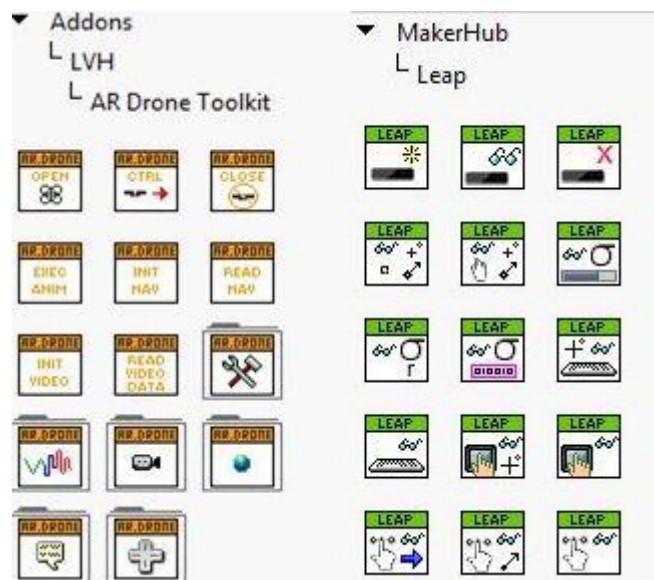 Addons
LVH
AR Drone Toolkit
AR.DRONE AR.DRONE AR.DRONE
OPEN CTRL CLOSE
AR.DRONE AR.DRONE AR.DRONE
EXEC ANIM INIT NAV READ NAV
AR.DRONE AR.DRONE AR.DRONE
INIT VIDEO READ VIDEO DATA
AR.DRONE AR.DRONE AR.DRONE
AR.DRONE AR.DRONE
MakerHub
Leap
LEAP LEAP LEAP
LEAP LEAP LEAP
LEAP LEAP LEAP
r 010110
LEAP LEAP LEAP
LEAP LEAP LEAP